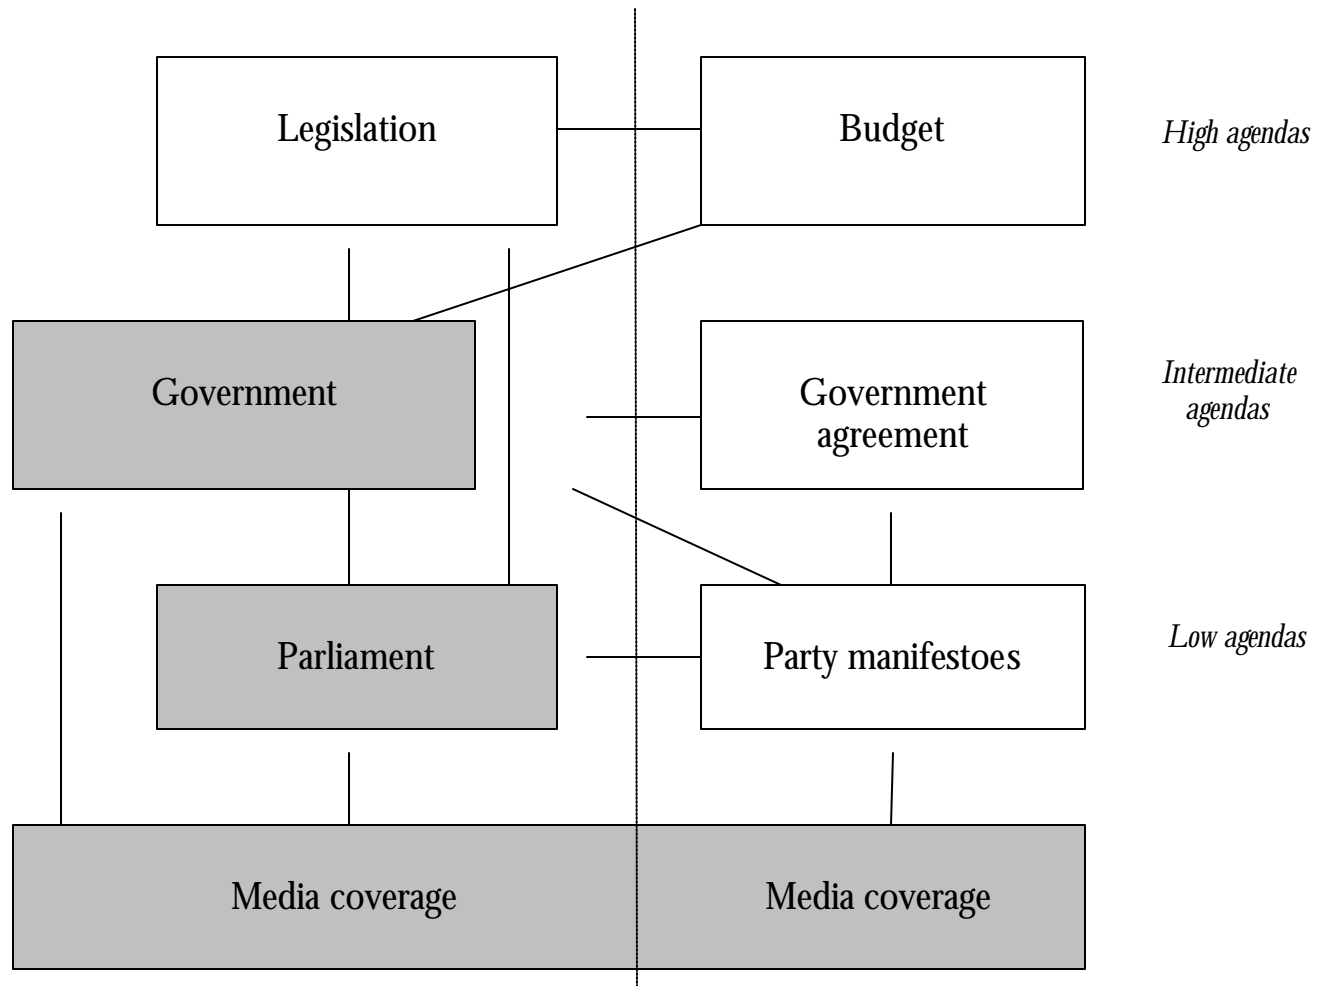 Legislation
Budget
High agendas
Government
Government
agreement
Intermediate
agendas
Parliament
Party manifestoes
Low agendas
Media coverage
Media coverage